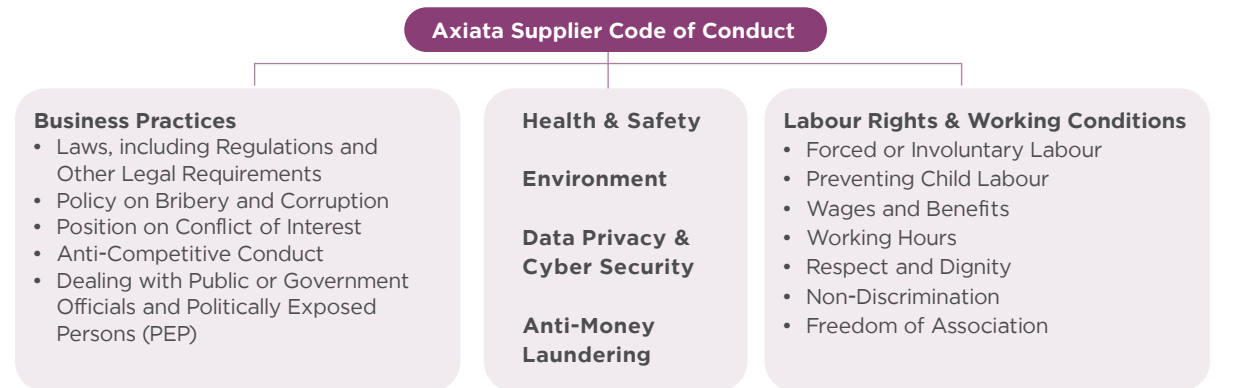 Axiata Supplier Code of Conduct
Business Practices
• Laws, including Regulations and
Other Legal Requirements
• Policy on Bribery and Corruption
• Position on Conflict of Interest
• Anti-Competitive Conduct
• Dealing with Public or Government
Officials and Politically Exposed
Persons (PEP)
Health & Safety
Environment
Data Privacy &
Cyber Security
Anti-Money
Laundering
Labour Rights & Working Conditions
• Forced or Involuntary Labour
• Preventing Child Labour
• Wages and Benefits
• Working Hours
• Respect and Dignity
• Non-Discrimination
• Freedom of Association